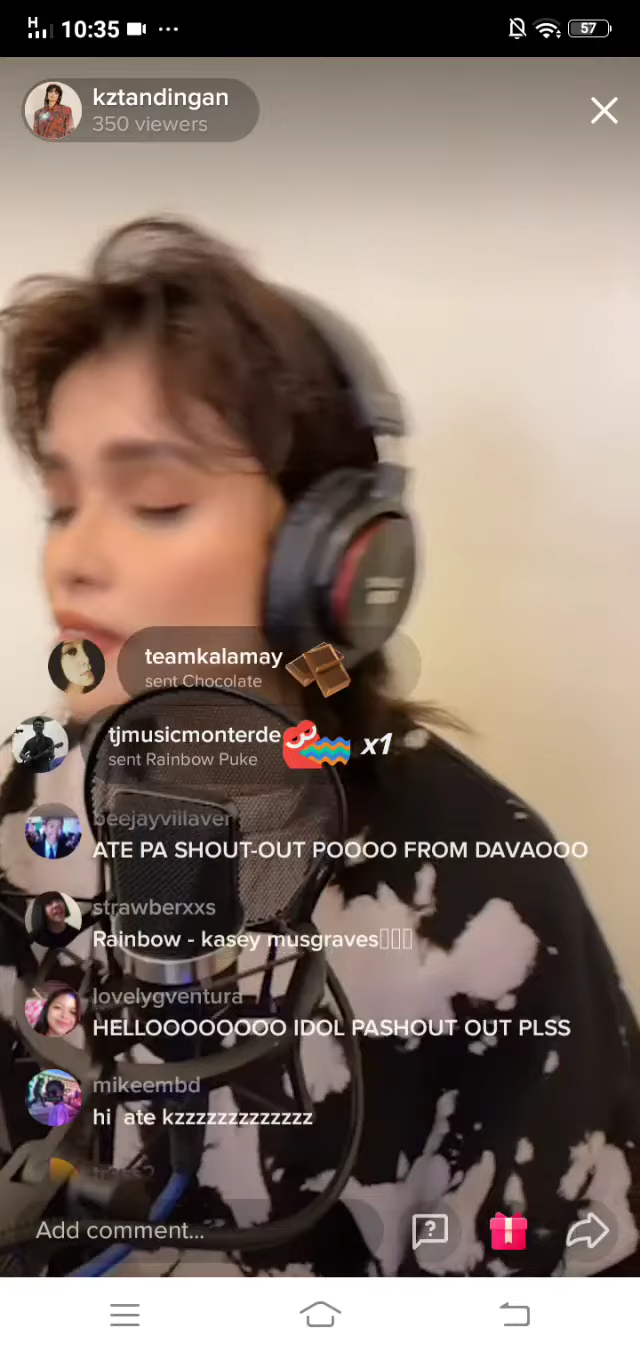 H
10:35
57
kztandingan
350 viewers
teamkalamay
sent Chocolate
tjmusicmonterde
sent Rainbow Puke
x1
beejayvillaver
ATE PA SHOUT-OUT POOOO FROM DAVAOOO
strawberxxs
Rainbow - kasey musgraves
lovelygventura
HELLOOOOOOOO IDOL PASHOUT OUT PLSS
mikeembd
hi ate kzzzzzzzzzzzzz
Add comment...